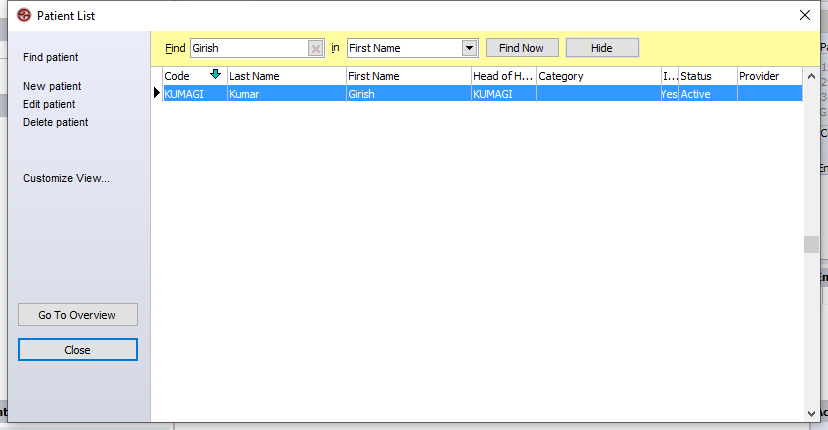 Patient List
Find patient
New patient
Edit patient
Delete patient
Customize View...
Go To Overview
Close
Find Girish in First Name Find Now Hide
Code Last Name First Name Head of H... Category I... Status Provider
KUMAGI Kumar Girish KUMAGI Yes Active